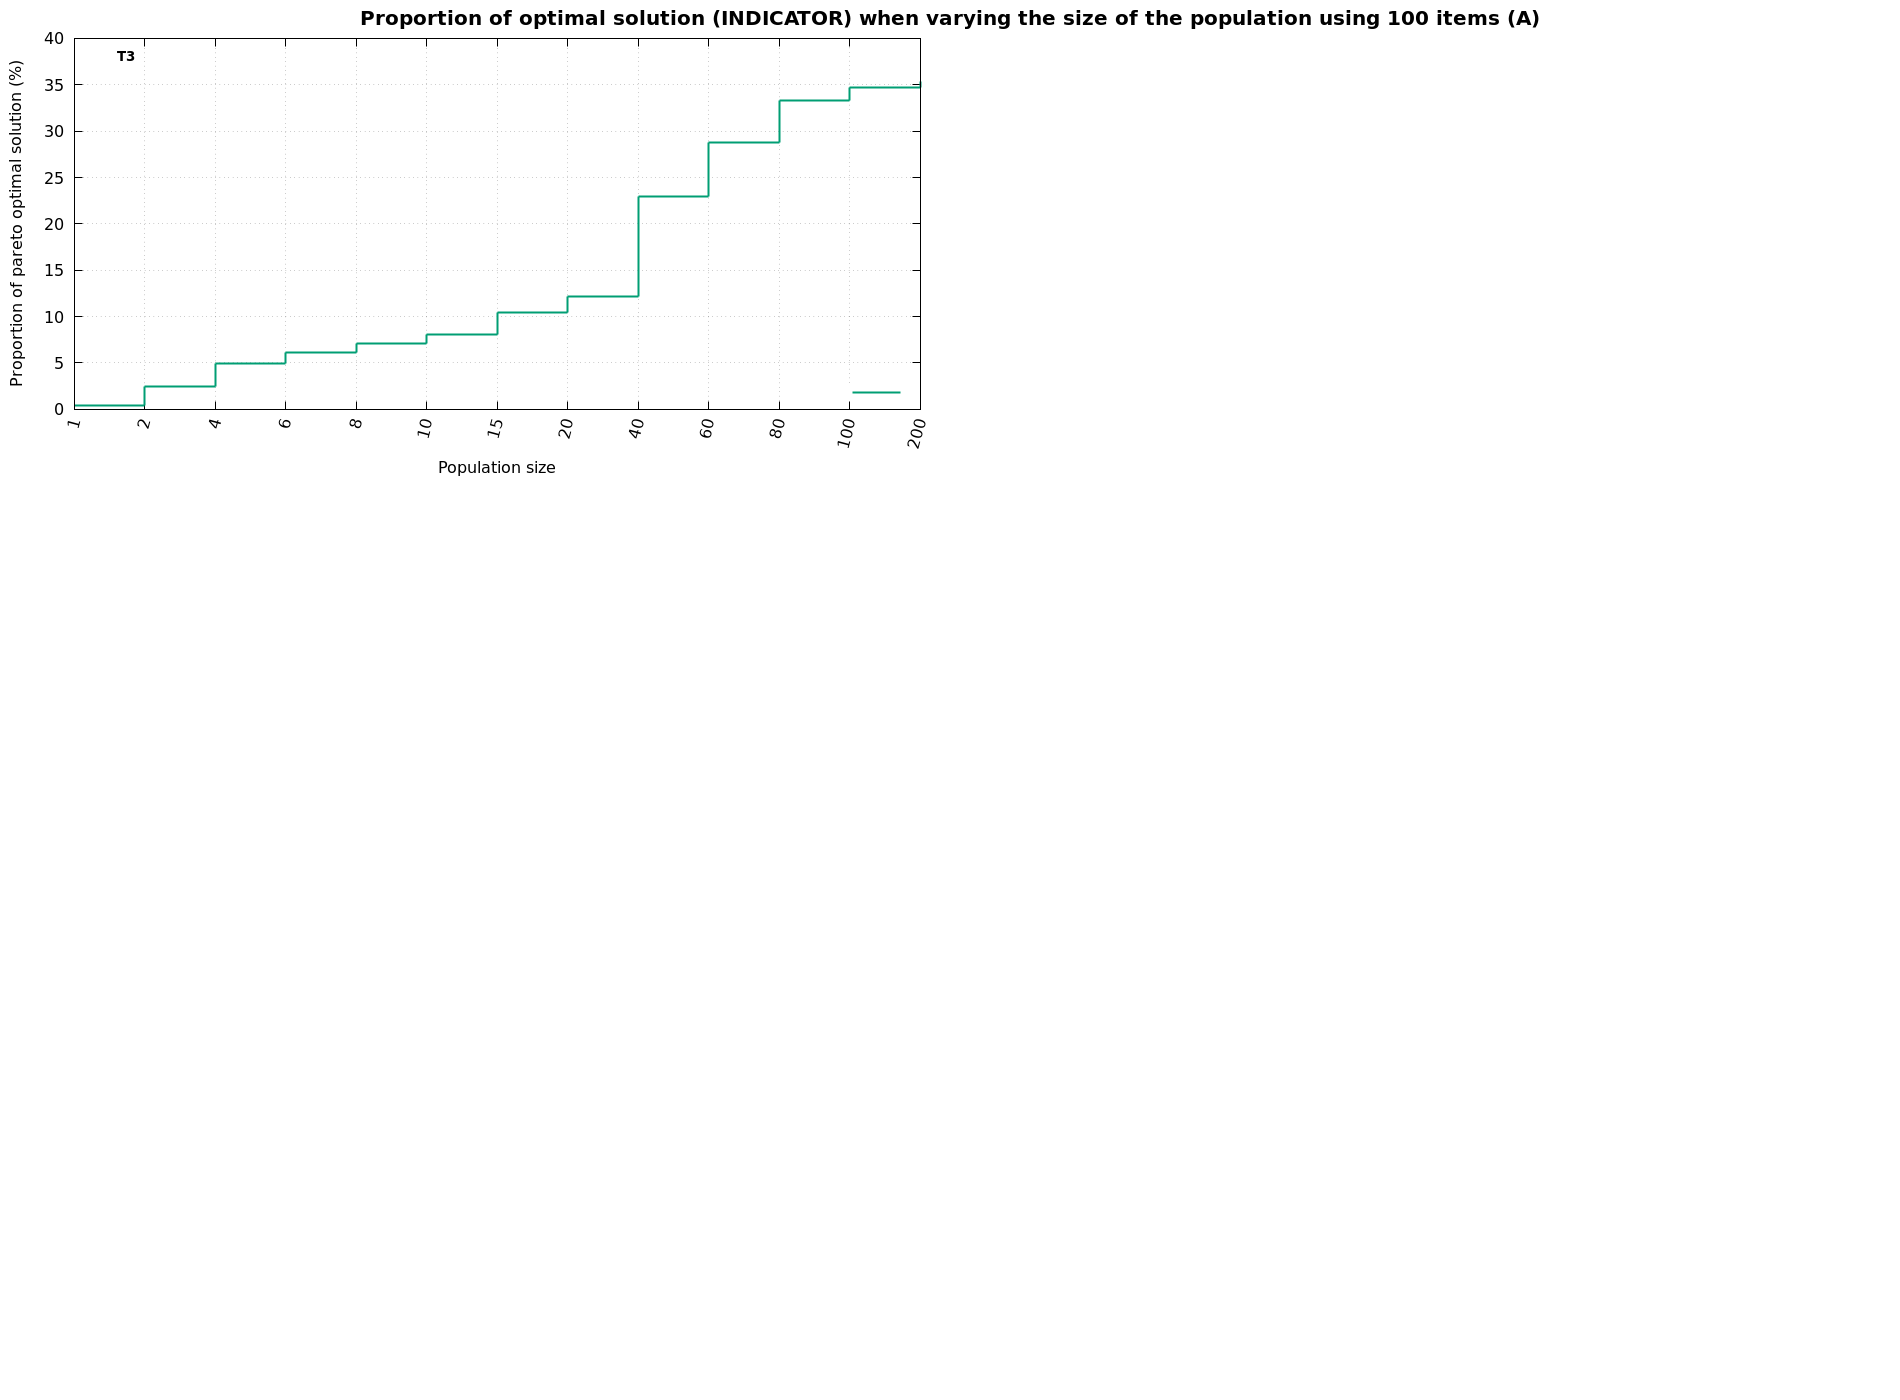 Proportion of optimal solution (INDICATOR) when varying the size of the population using 100 items (A)
T3
Proportion of pareto optimal solution (%)
40
35
30
25
20
15
10
5
0
1 2 4 6 8 10 15 20 40 60 80 100 200
Population size